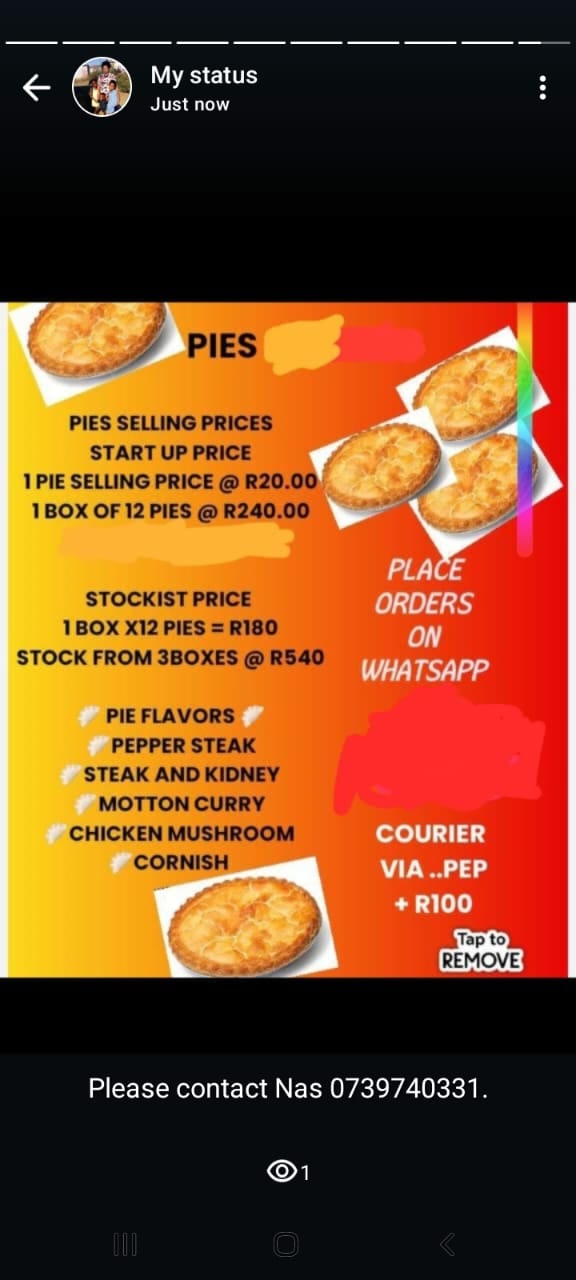 My status
Just now
PIES
PIES SELLING PRICES
START UP PRICE
1 PIE SELLING PRICE @ R20.00
1 BOX OF 12 PIES @ R240.00
STOCKIST PRICE
1 BOX X12 PIES = R180
STOCK FROM 3BOXES @ R540
PIE FLAVORS
PEPPER STEAK
STEAK AND KIDNEY
MOTTON CURRY
CHICKEN MUSHROOM
CORNISH
PLACE
ORDERS
ON
WHATSAPP
COURIER
VIA ..PEP
+ R100
Tap to
REMOVE
Please contact Nas 0739740331.
1